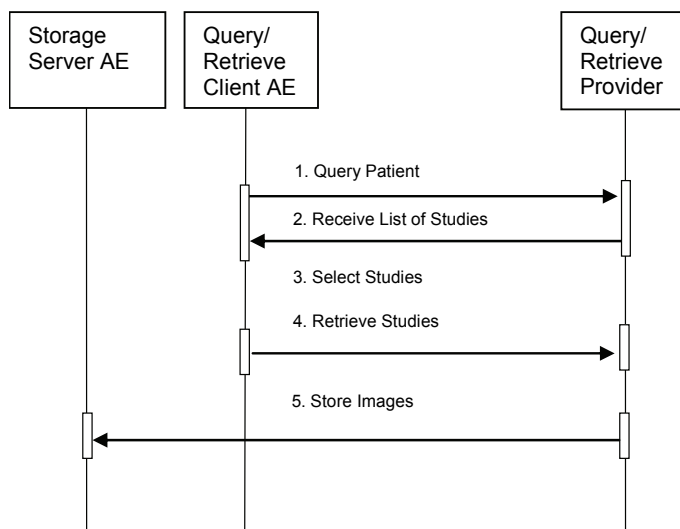 Storage
Server AE
Query/
Retrieve
Client AE
Query/
Retrieve
Provider
1. Query Patient
2. Receive List of Studies
3. Select Studies
4. Retrieve Studies
5. Store Images